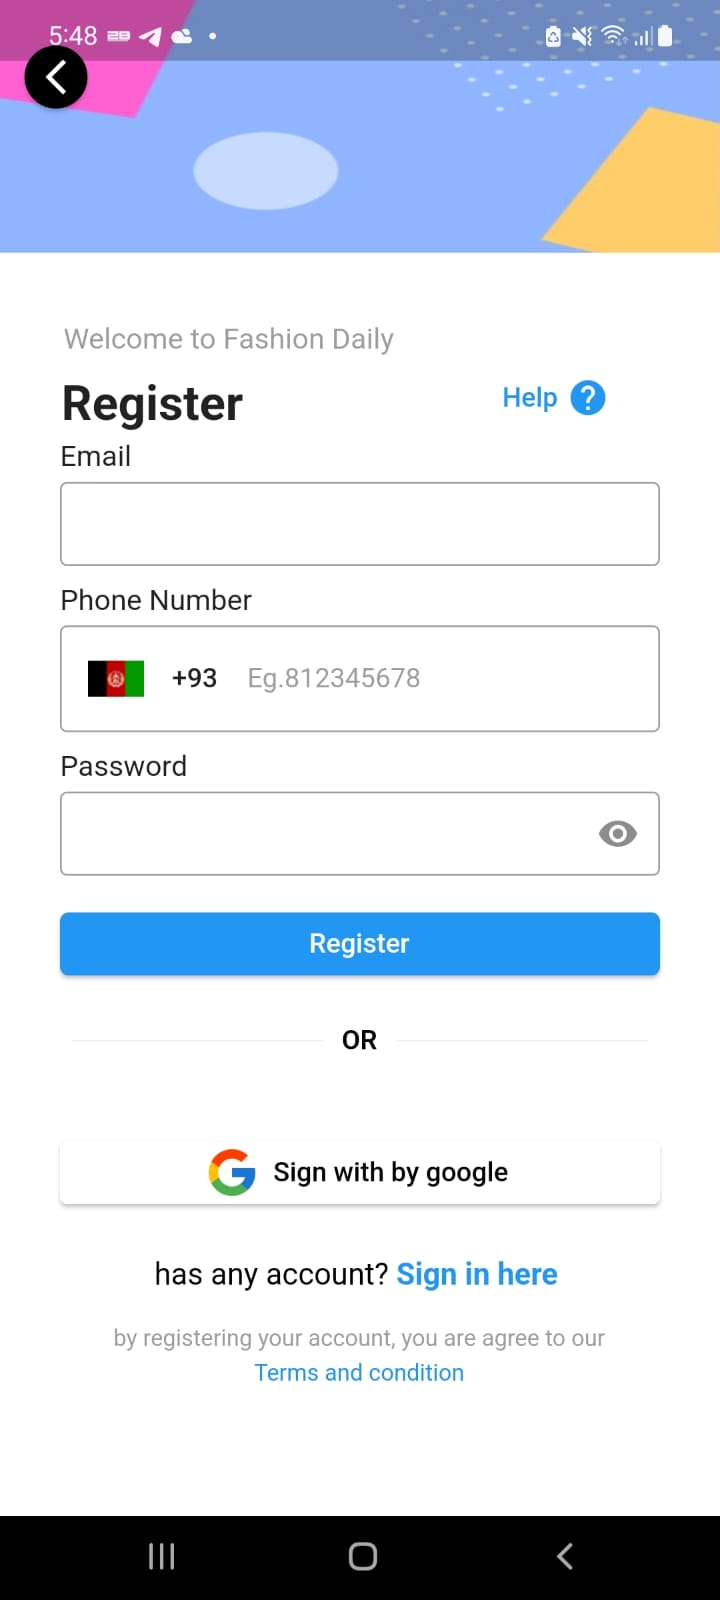 5:48
Welcome to Fashion Daily
Register
Help ?
Email
Phone Number
+93 Eg.812345678
Password
Register
OR
Sign with by google
has any account? Sign in here
by registering your account, you are agree to our
Terms and condition